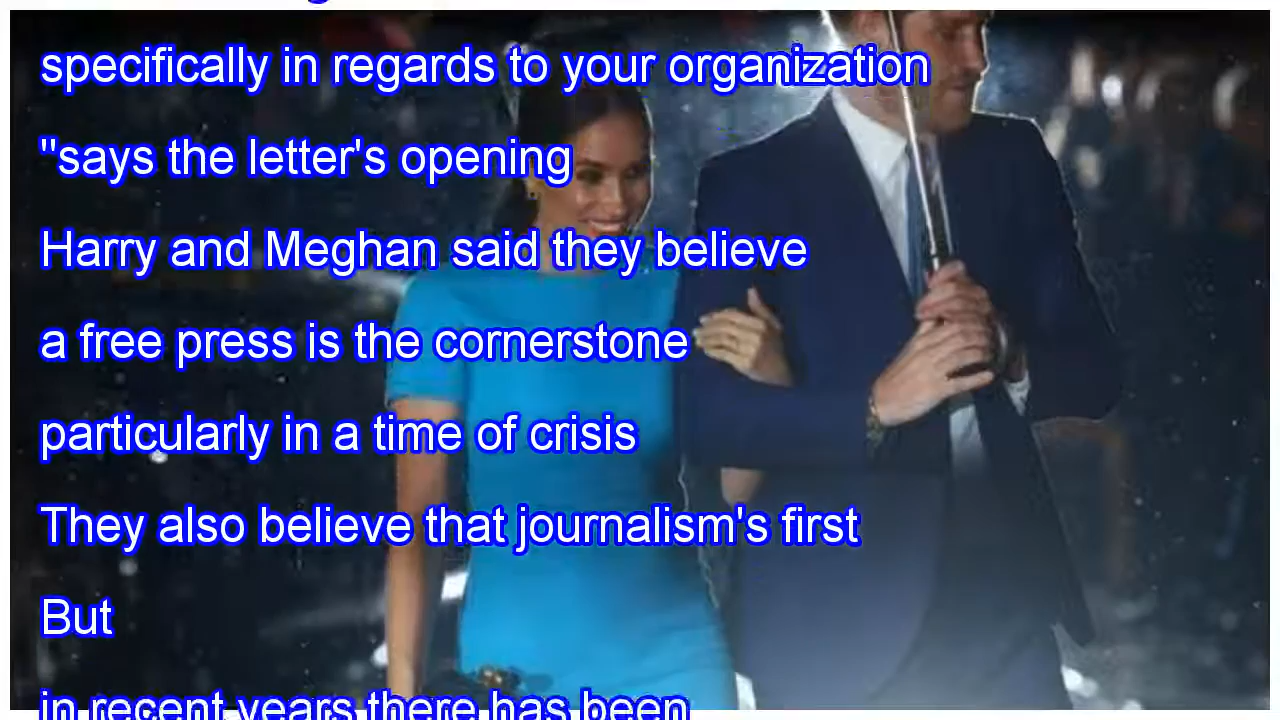 specifically in regards to your organization
"says the letter's opening
Harry and Meghan said they believe
a free press is the cornerstone
particularly in a time of crisis
They also believe that journalism's first
But
in recent years there has been